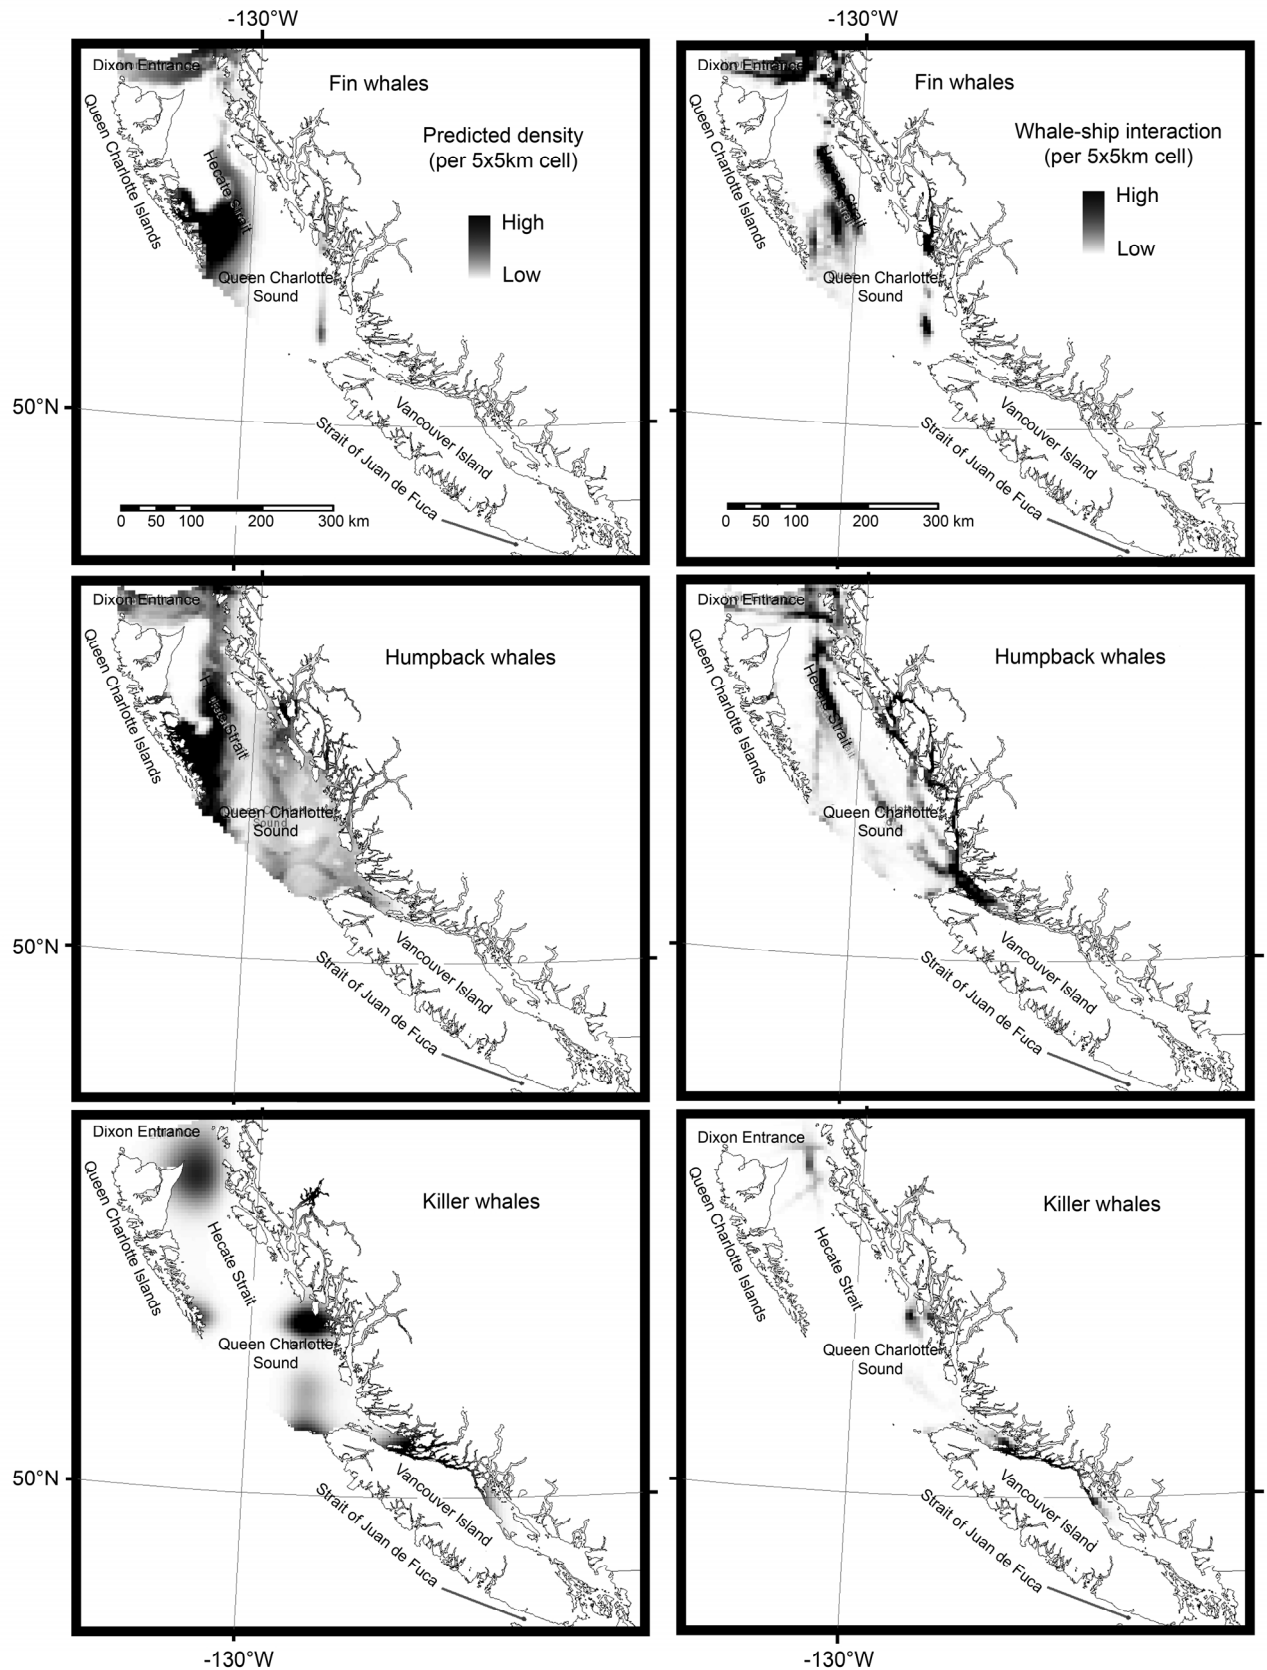 -130°W
-130°W
Dixon Entrance
Fin whales
Predicted density
(per 5x5km cell)
High
Low
Queen Charlotte Islands
Hecate Strait
Queen Charlotte
Sound
50°N
Vancouver Island
Strait of Juan de Fuca
0 50 100 200 300 km
Dixon Entrance
Fin whales
Whale-ship interaction
(per 5x5km cell)
High
Low
Queen Charlotte Islands
Hecate Strait
Queen Charlotte
Sound
Vancouver Island
Strait of Juan de Fuca
0 50 100 200 300 km
Dixon Entrance
Humpback whales
Queen Charlotte Islands
Hecate Strait
Queen Charlotte
Sound
50°N
Vancouver Island
Strait of Juan de Fuca
Dixon Entrance
Humpback whales
Queen Charlotte Islands
Hecate Strait
Queen Charlotte
Sound
Vancouver Island
Strait of Juan de Fuca
Dixon Entrance
Killer whales
Queen Charlotte Islands
Hecate Strait
Queen Charlotte
Sound
50°N
Vancouver Island
Strait of Juan de Fuca
Dixon Entrance
Killer whales
Queen Charlotte Islands
Hecate Strait
Queen Charlotte
Sound
Vancouver Island
Strait of Juan de Fuca
-130°W
-130°W